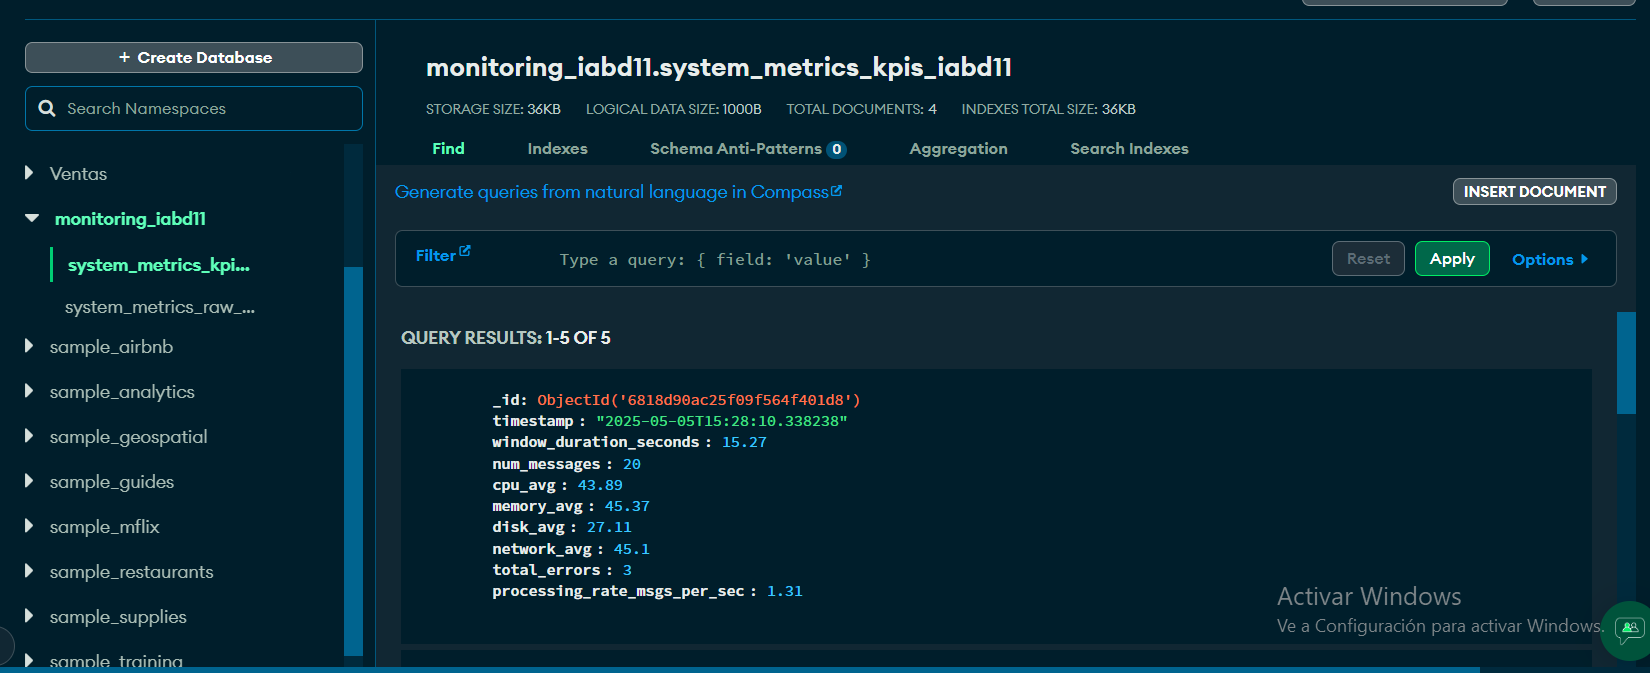 + Create Database
Search Namespaces
Ventas
monitoring_iabd11
system_metrics_kpi...
system_metrics_raw_...
sample_airbnb
sample_analytics
sample_geospatial
sample_guides
sample_mflix
sample_restaurants
sample_supplies
sample_training
monitoring_iabd11.system_metrics_kpis_iabd11
STORAGE SIZE: 36KB LOGICAL DATA SIZE: 1000B TOTAL DOCUMENTS: 4 INDEXES TOTAL SIZE: 36KB
Find Indexes Schema Anti-Patterns 0 Aggregation Search Indexes
Generate queries from natural language in Compass
INSERT DOCUMENT
Filter Type a query: { field: 'value' } Reset Apply Options
QUERY RESULTS: 1-5 OF 5
_id: ObjectId('6818d90ac25f09f564f401d8')
timestamp : "2025-05-05T15:28:10.338238"
window_duration_seconds : 15.27
num_messages : 20
cpu_avg : 43.89
memory_avg : 45.37
disk_avg : 27.11
network_avg : 45.1
total_errors : 3
processing_rate_msgs_per_sec : 1.31
Activar Windows
Ve a Configuración para activar Windows.